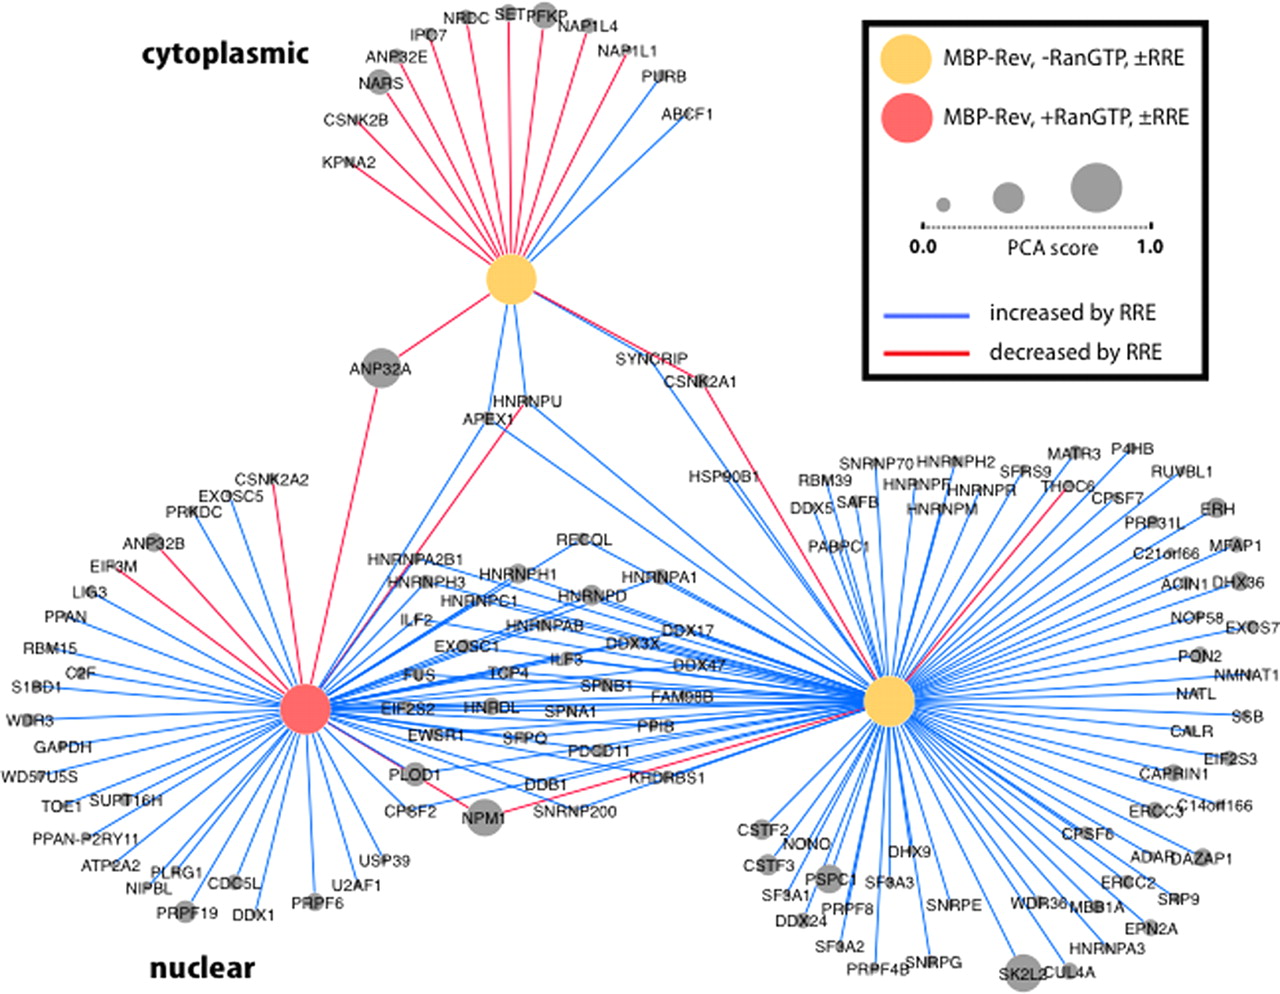 cytoplasmic
NRDC
SET
PFKP
IPO7
NAP1L4
ANP32E
NAP1L1
NARS
PURB
CSNK2B
ABCF1
KPNA2
MBP-Rev, -RanGTP, ±RRE
MBP-Rev, +RanGTP, ±RRE
0.0
PCA score
1.0
increased by RRE
decreased by RRE
ANP32A
SYNCRIP
CSNK2A1
HNRNPU
APEX1
HSP90B1
CSNK2A2
EXOSC5
PRKDC
ANP32B
EIF3M
LIG3
PPAN
RBM15
C2F
S1BD1
WDR3
GAPDH
WD57U5S
TOE1
SUPT16H
PPAN-P2RY11
ATP2A2
PLRG1
NIPBL
CDC5L
PRPF19
DDX1
PRPF6
U2AF1
USP39
RECQL
HNRNPA2B1
HNRNPH3
HNRNPH1
HNRNPA1
HNRNPC1
HNRNPD
ILF2
HNRNPAB
DDX17
EXOSC1
DDX3X
ILF3
DDX47
FUS
TCP4
SPNB1
FAM98B
EIF2S2
HNRDL
SPNA1
PPIB
EWSR1
SFPQ
PDCD11
PLOD1
DDB1
KHDRBS1
CPSF2
NPM1
SNRNP200
SNRNP70
HNRNPH2
MATR3
P4HB
RBM39
HNRNPF
SFRS9
RUVBL1
DDX5
SAFB
HNRNPR
THOC6
CPSF7
HNRNPM
ERH
PRP31L
PABPC1
C21orf66
MFAP1
ACIN1
DHX36
NOP58
EXOS7
PON2
NMNAT1
NATL
SSB
CALR
EIF2S3
CAPRIN1
ERCC3
C14orf166
CPSF6
ADAR
DAZAP1
ERCC2
SRP9
WDR36
MBB1A
EPN2A
HNRNPA3
CUL4A
SK2L2
CSTF2
NONO
DHX9
CSTF3
PSPC1
SF3A3
SF3A1
PRPF8
SNRPE
DDX24
SF3A2
SNRPG
PRPF4B
nuclear